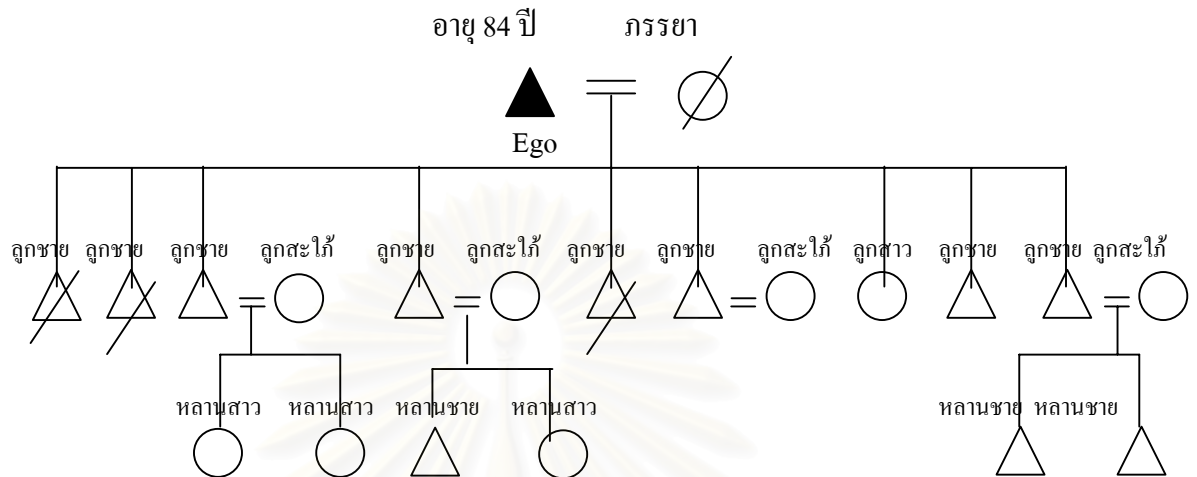 อายุ 84 ปี ภรรยา
Ego
ลูกชาย ลูกชาย ลูกชาย ลูกสะใภ้ ลูกชาย ลูกสะใภ้ ลูกชาย ลูกชาย ลูกสะใภ้ ลูกสาว ลูกชาย ลูกชาย ลูกสะใภ้
หลานสาว หลานสาว หลานชาย หลานสาว หลานชาย หลานชาย